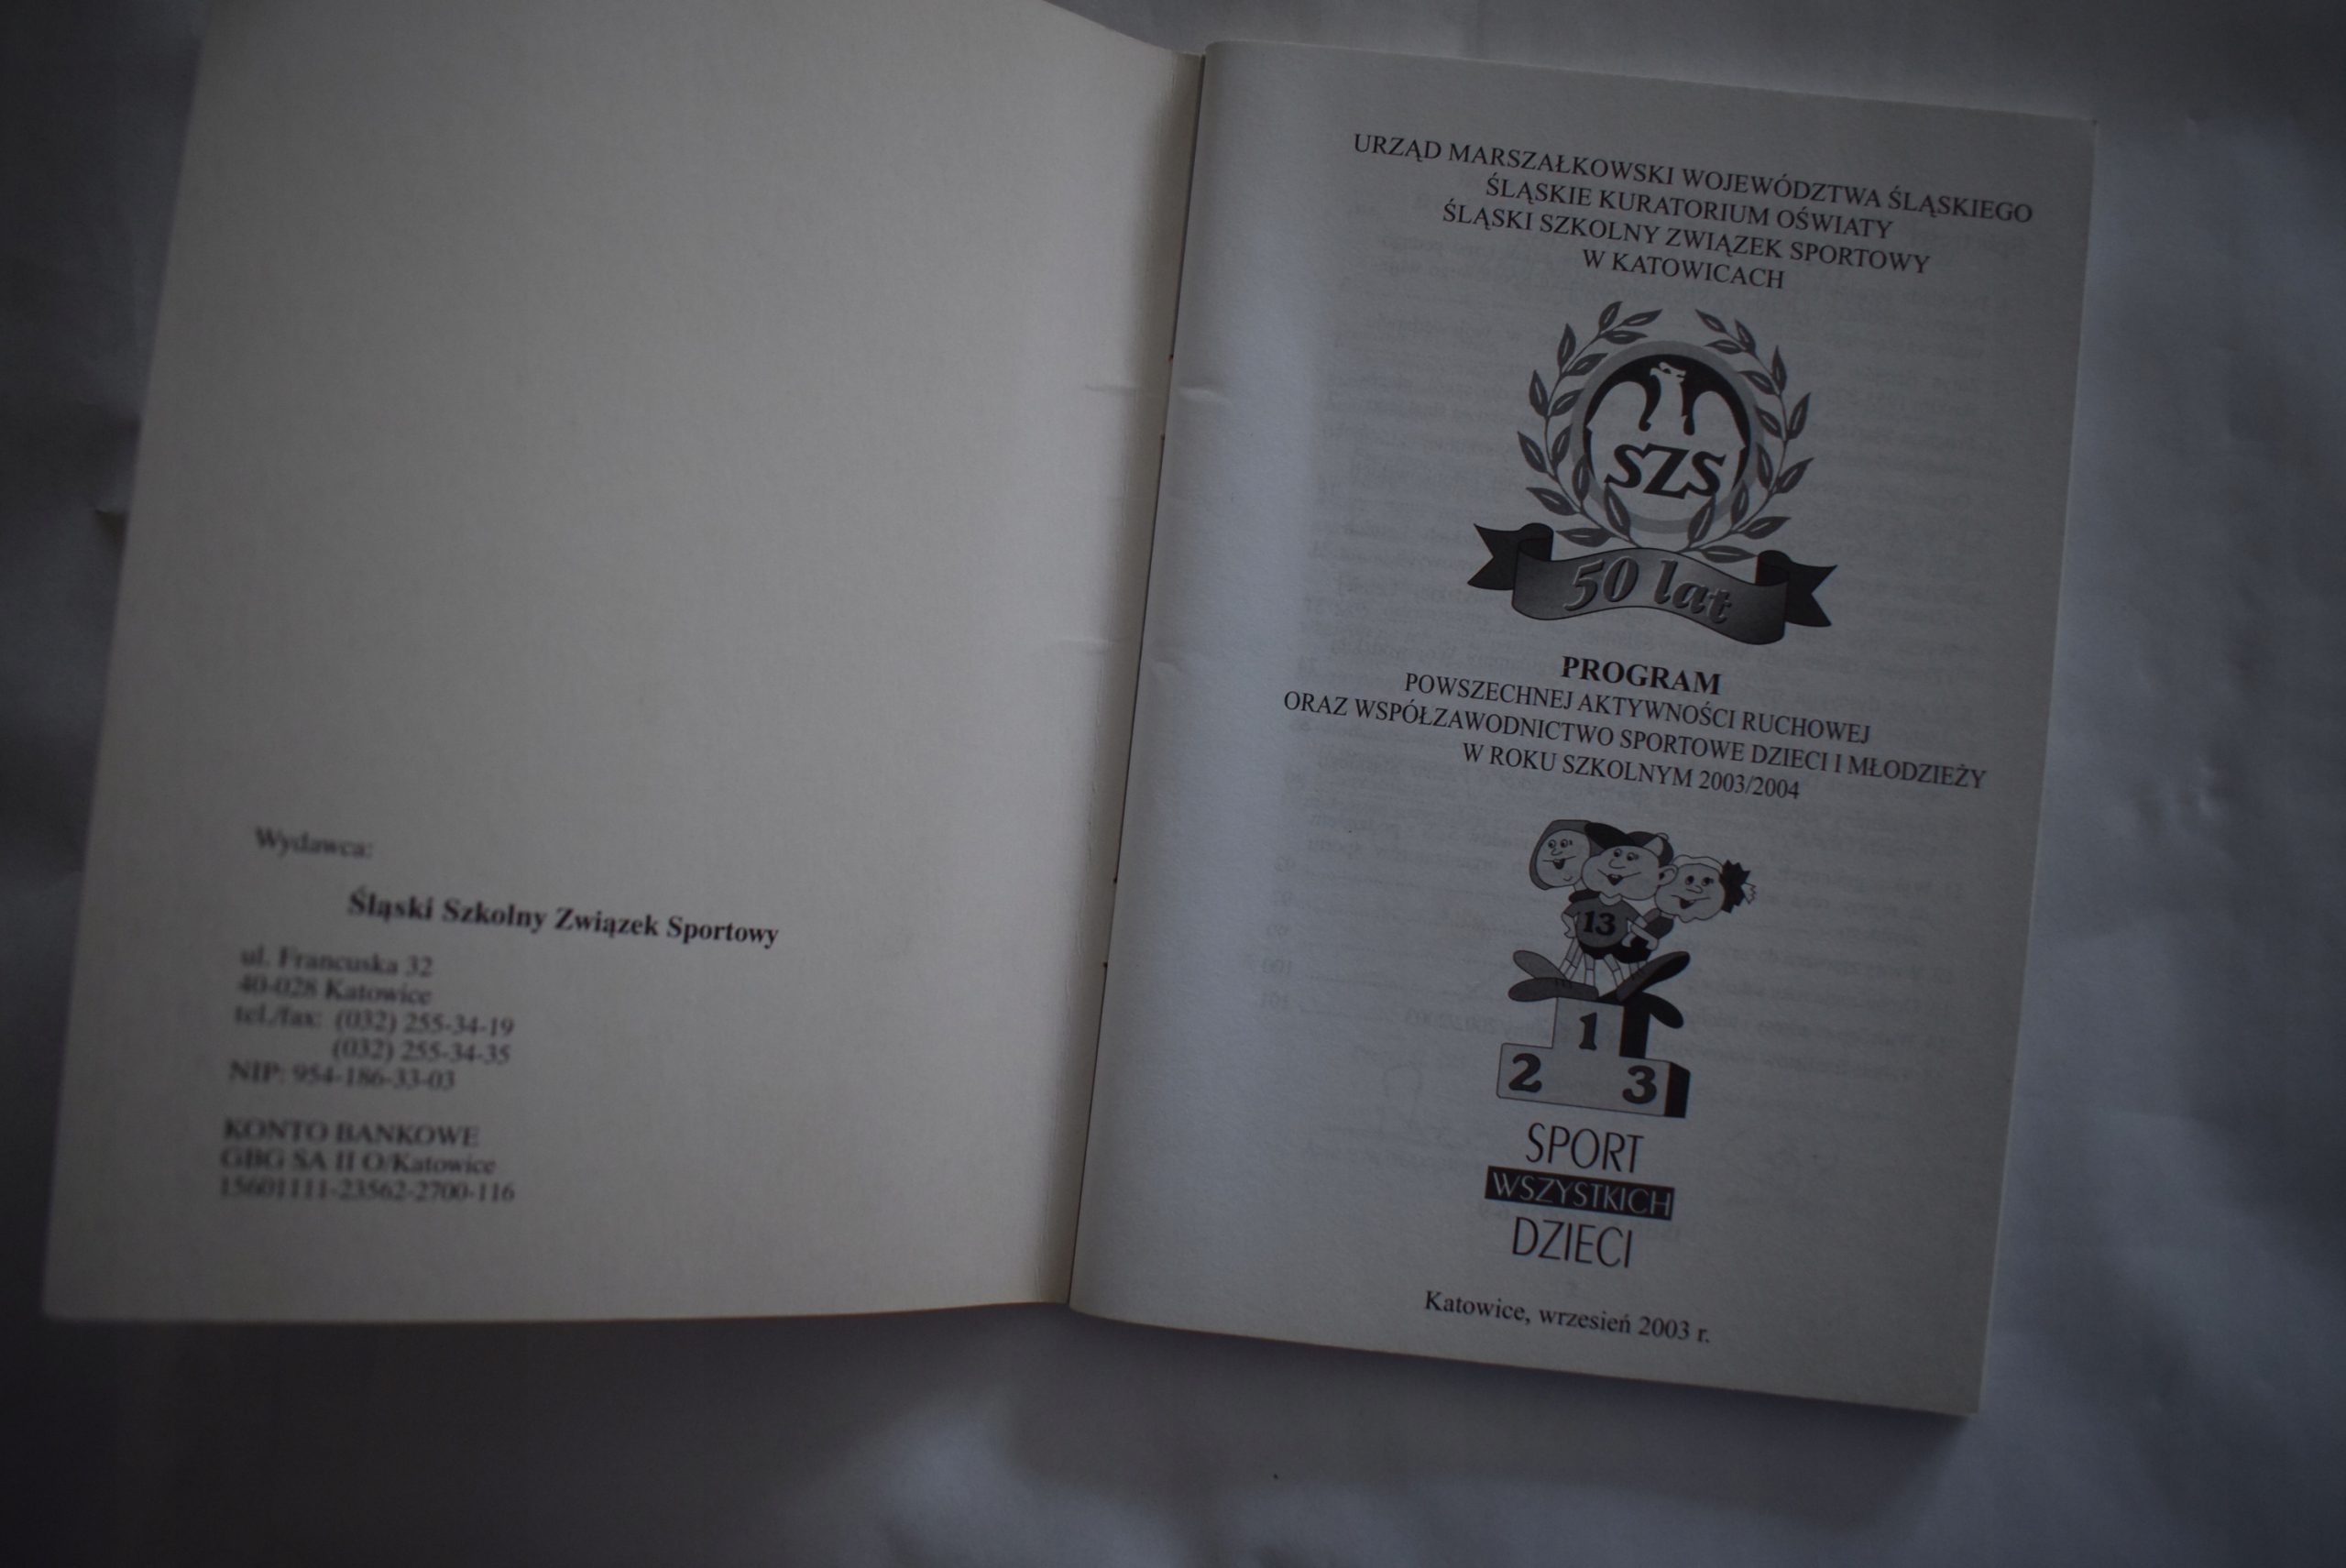 Wydawca:
Śląski Szkolny Związek Sportowy
ul. Francuska 32
40-028 Katowice
tel./fax: (032) 255-34-19
(032) 255-34-35
NIP: 954-186-33-03
KONTO BANKOWE
GBG SA II O/Katowice
15601111-23562-2700-116
URZĄD MARSZAŁKOWSKI WOJEWÓDZTWA ŚLĄSKIEGO
ŚLĄSKIE KURATORIUM OŚWIATY
ŚLĄSKI SZKOLNY ZWIĄZEK SPORTOWY
W KATOWICACH
SZS
50 lat
PROGRAM
POWSZECHNEJ AKTYWNOŚCI RUCHOWEJ
ORAZ WSPÓŁZAWODNICTWO SPORTOWE DZIECI I MŁODZIEŻY
W ROKU SZKOLNYM 2003/2004
13
1
2 3
SPORT
WSZYSTKICH
DZIECI
Katowice, wrzesień 2003 r.